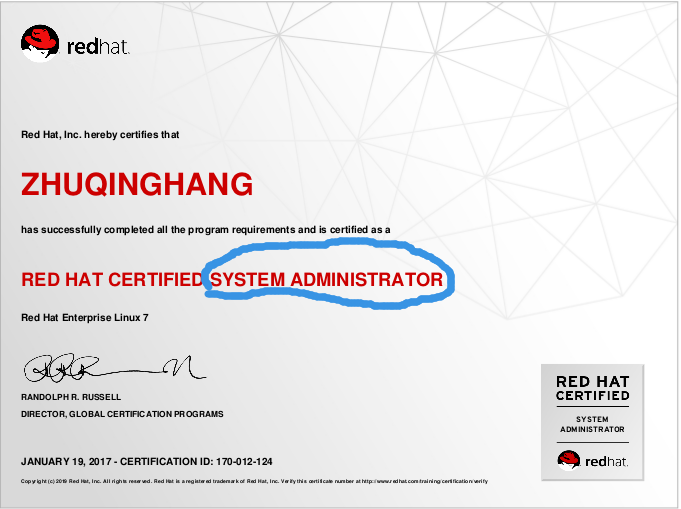 redhat.
Red Hat, Inc. hereby certifies that
ZHUQINGHANG
has successfully completed all the program requirements and is certified as a
RED HAT CERTIFIED SYSTEM ADMINISTRATOR
Red Hat Enterprise Linux 7
RANDOLPH R. RUSSELL
DIRECTOR, GLOBAL CERTIFICATION PROGRAMS
RED HAT
CERTIFIED
SYSTEM
ADMINISTRATOR
redhat.
JANUARY 19, 2017 - CERTIFICATION ID: 170-012-124
Copyright (c) 2019 Red Hat, Inc. All rights reserved. Red Hat is a registered trademark of Red Hat, Inc. Verify this certificate number at http://www.redhat.com/training/certification/verify